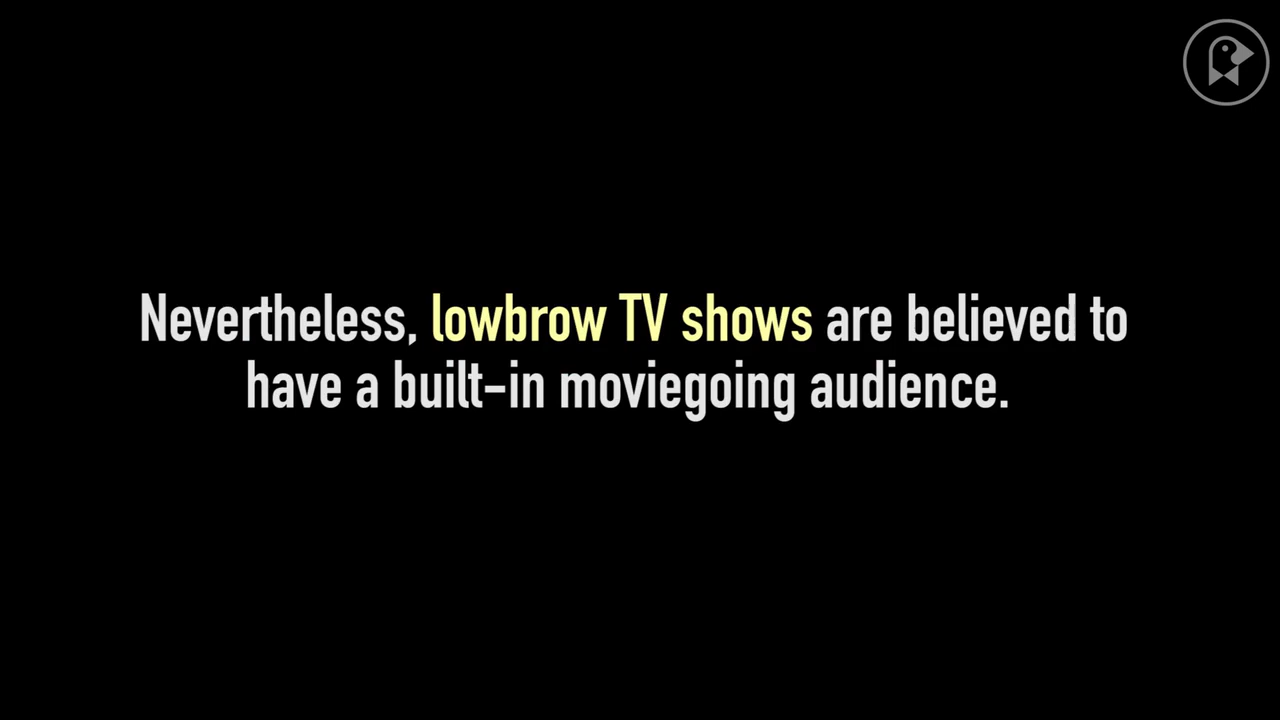 Nevertheless, lowbrow TV shows are believed to
have a built-in moviegoing audience.